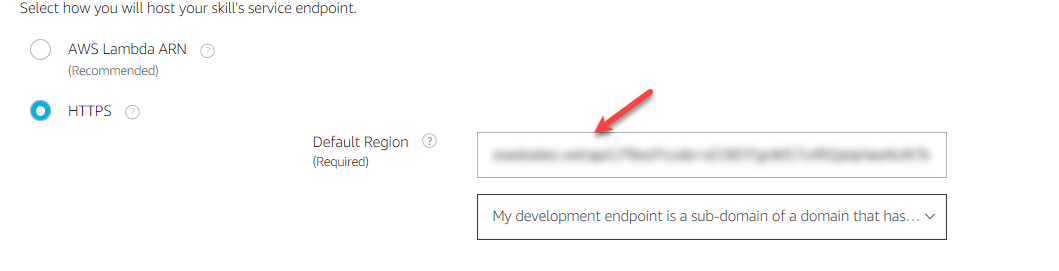 Select how you will host your skill's service endpoint.
AWS Lambda ARN ?
(Recommended)
HTTPS ?
Default Region ?
(Required)
My development endpoint is a sub-domain of a domain that has...